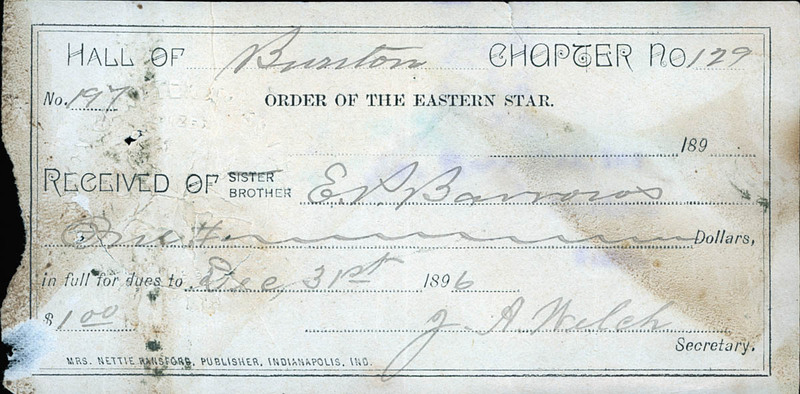 HALL OF Burton CHAPTER No 129
No. 197 ORDER OF THE EASTERN STAR.
189
RECEIVED OF SISTER BROTHER E. P. Barrows
One & Dollars,
in full for dues to Dec, 31st 1896
$1.00 J. A. Welch
Secretary.
MRS. NETTIE RANSFORD, PUBLISHER, INDIANAPOLIS, IND.